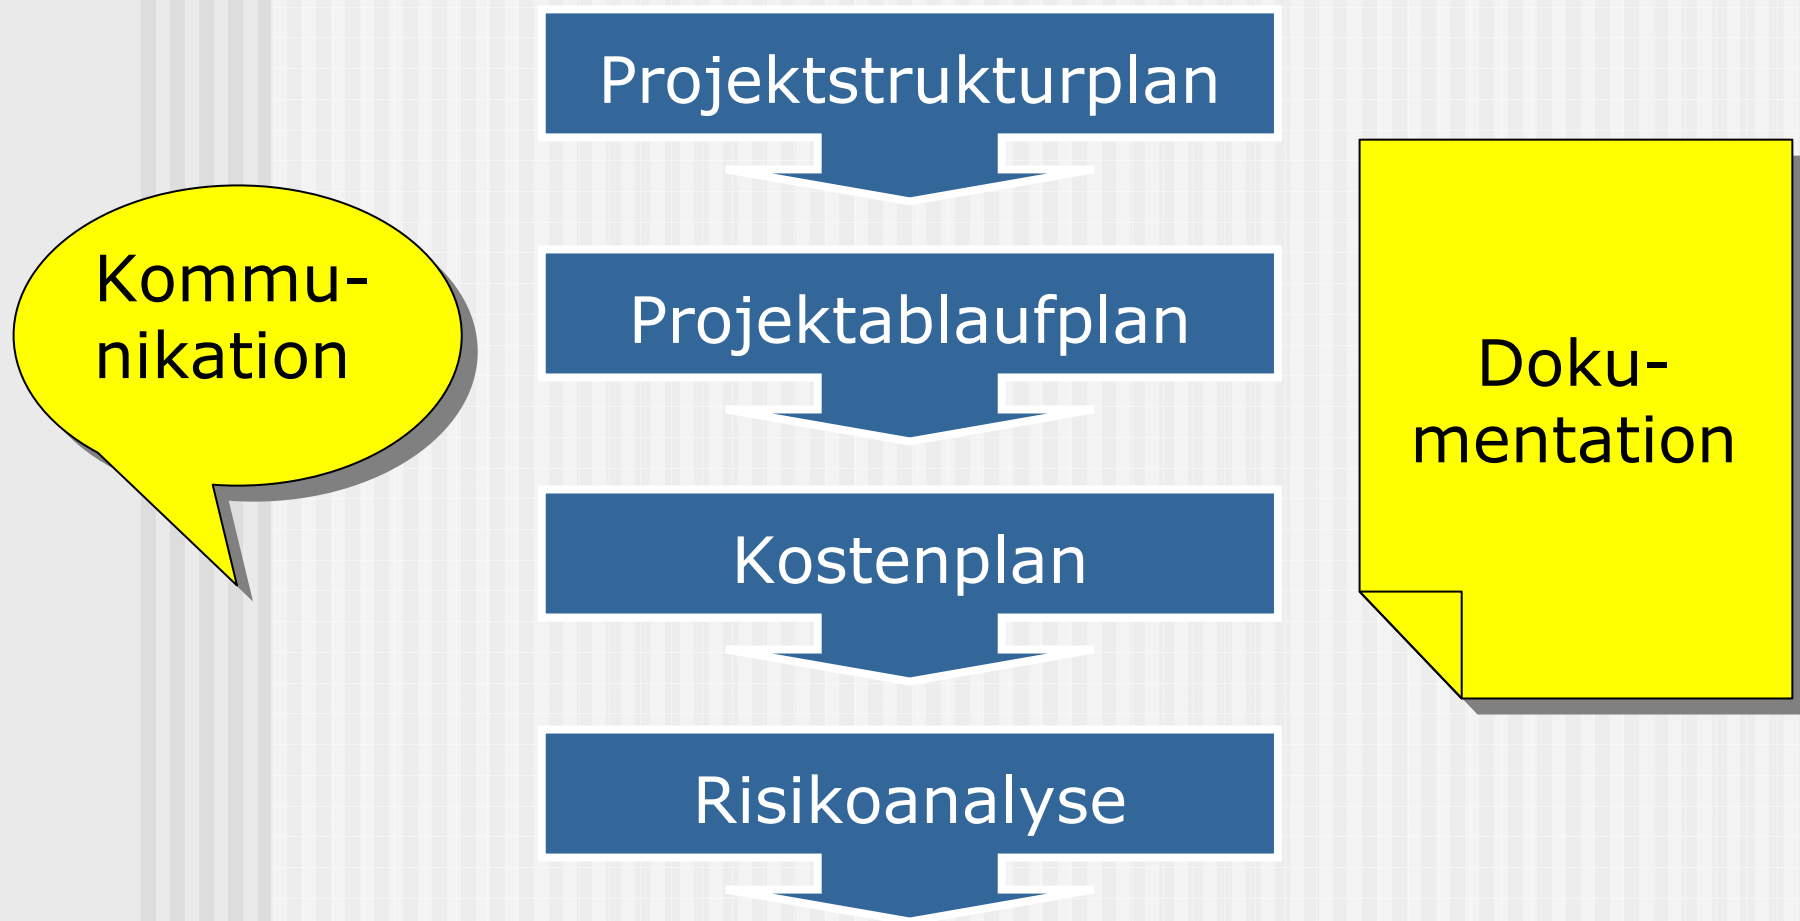 Projektstrukturplan
Kommu-
nikation
Projektablaufplan
Doku-
mentation
Kostenplan
Risikoanalyse